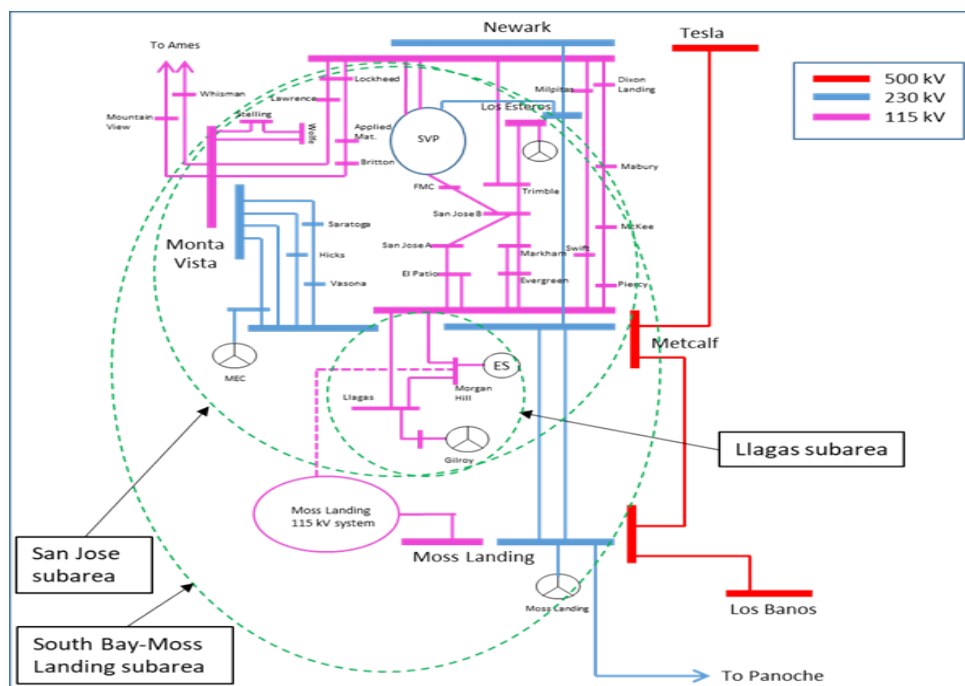 Newark
Tesla
500 kV
230 kV
115 kV
To Ames
Whisman
Mountain
View
Lockheed
Lawrence
Stelling
Wolfe
Applied
Mat.
Britton
SVP
Los Esteros
Milpitas
Dixon
Landing
Mabury
FMC
Trimble
San Jose B
McKee
San Jose A
Markham
Swift
El Patio
Evergreen
Piercy
Monta
Vista
Saratoga
Hicks
Vasona
MEC
Metcalf
ES
Morgan
Hill
Llagas
Gilroy
Llagas subarea
Moss Landing
115 kV system
Moss Landing
Moss Landing
Los Banos
San Jose
subarea
South Bay-Moss
Landing subarea
To Panoche